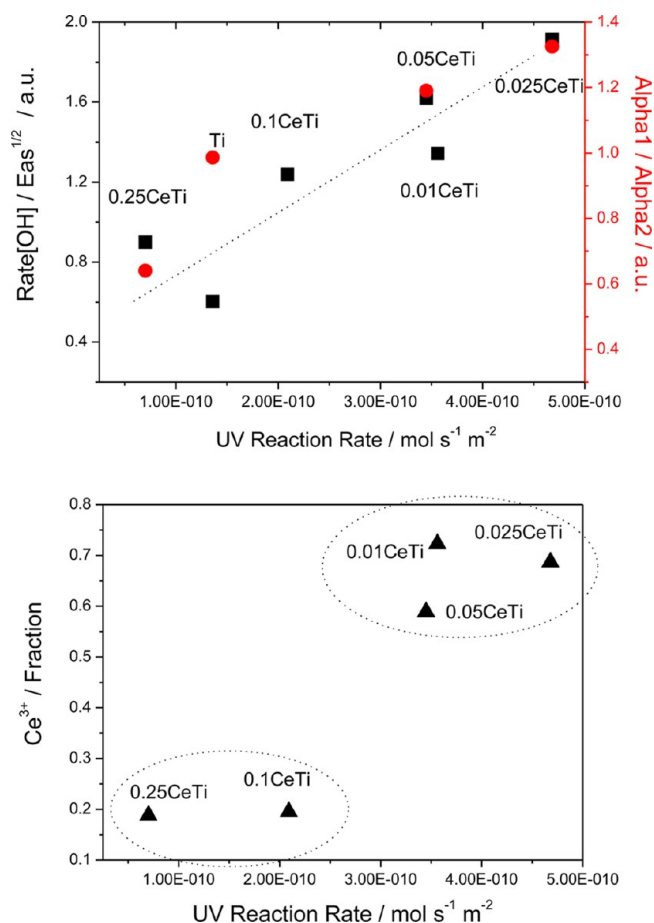 2.0
1.6
1.2
0.8
0.4
Rate[OH] / Eas^1/2 / a.u.
1.4
1.2
1.0
0.8
0.6
0.4
0.2
Alpha1 / Alpha2 / a.u.
0.05CeTi
0.025CeTi
0.1CeTi
Ti
0.01CeTi
0.25CeTi
1.00E-010 2.00E-010 3.00E-010 4.00E-010 5.00E-010
UV Reaction Rate / mol s⁻¹ m⁻²
0.8
0.7
0.6
0.5
0.4
0.3
0.2
0.1
Ce³⁺ / Fraction
0.025CeTi
0.01CeTi
0.05CeTi
0.1CeTi
0.25CeTi
1.00E-010 2.00E-010 3.00E-010 4.00E-010 5.00E-010
UV Reaction Rate / mol s⁻¹ m⁻²